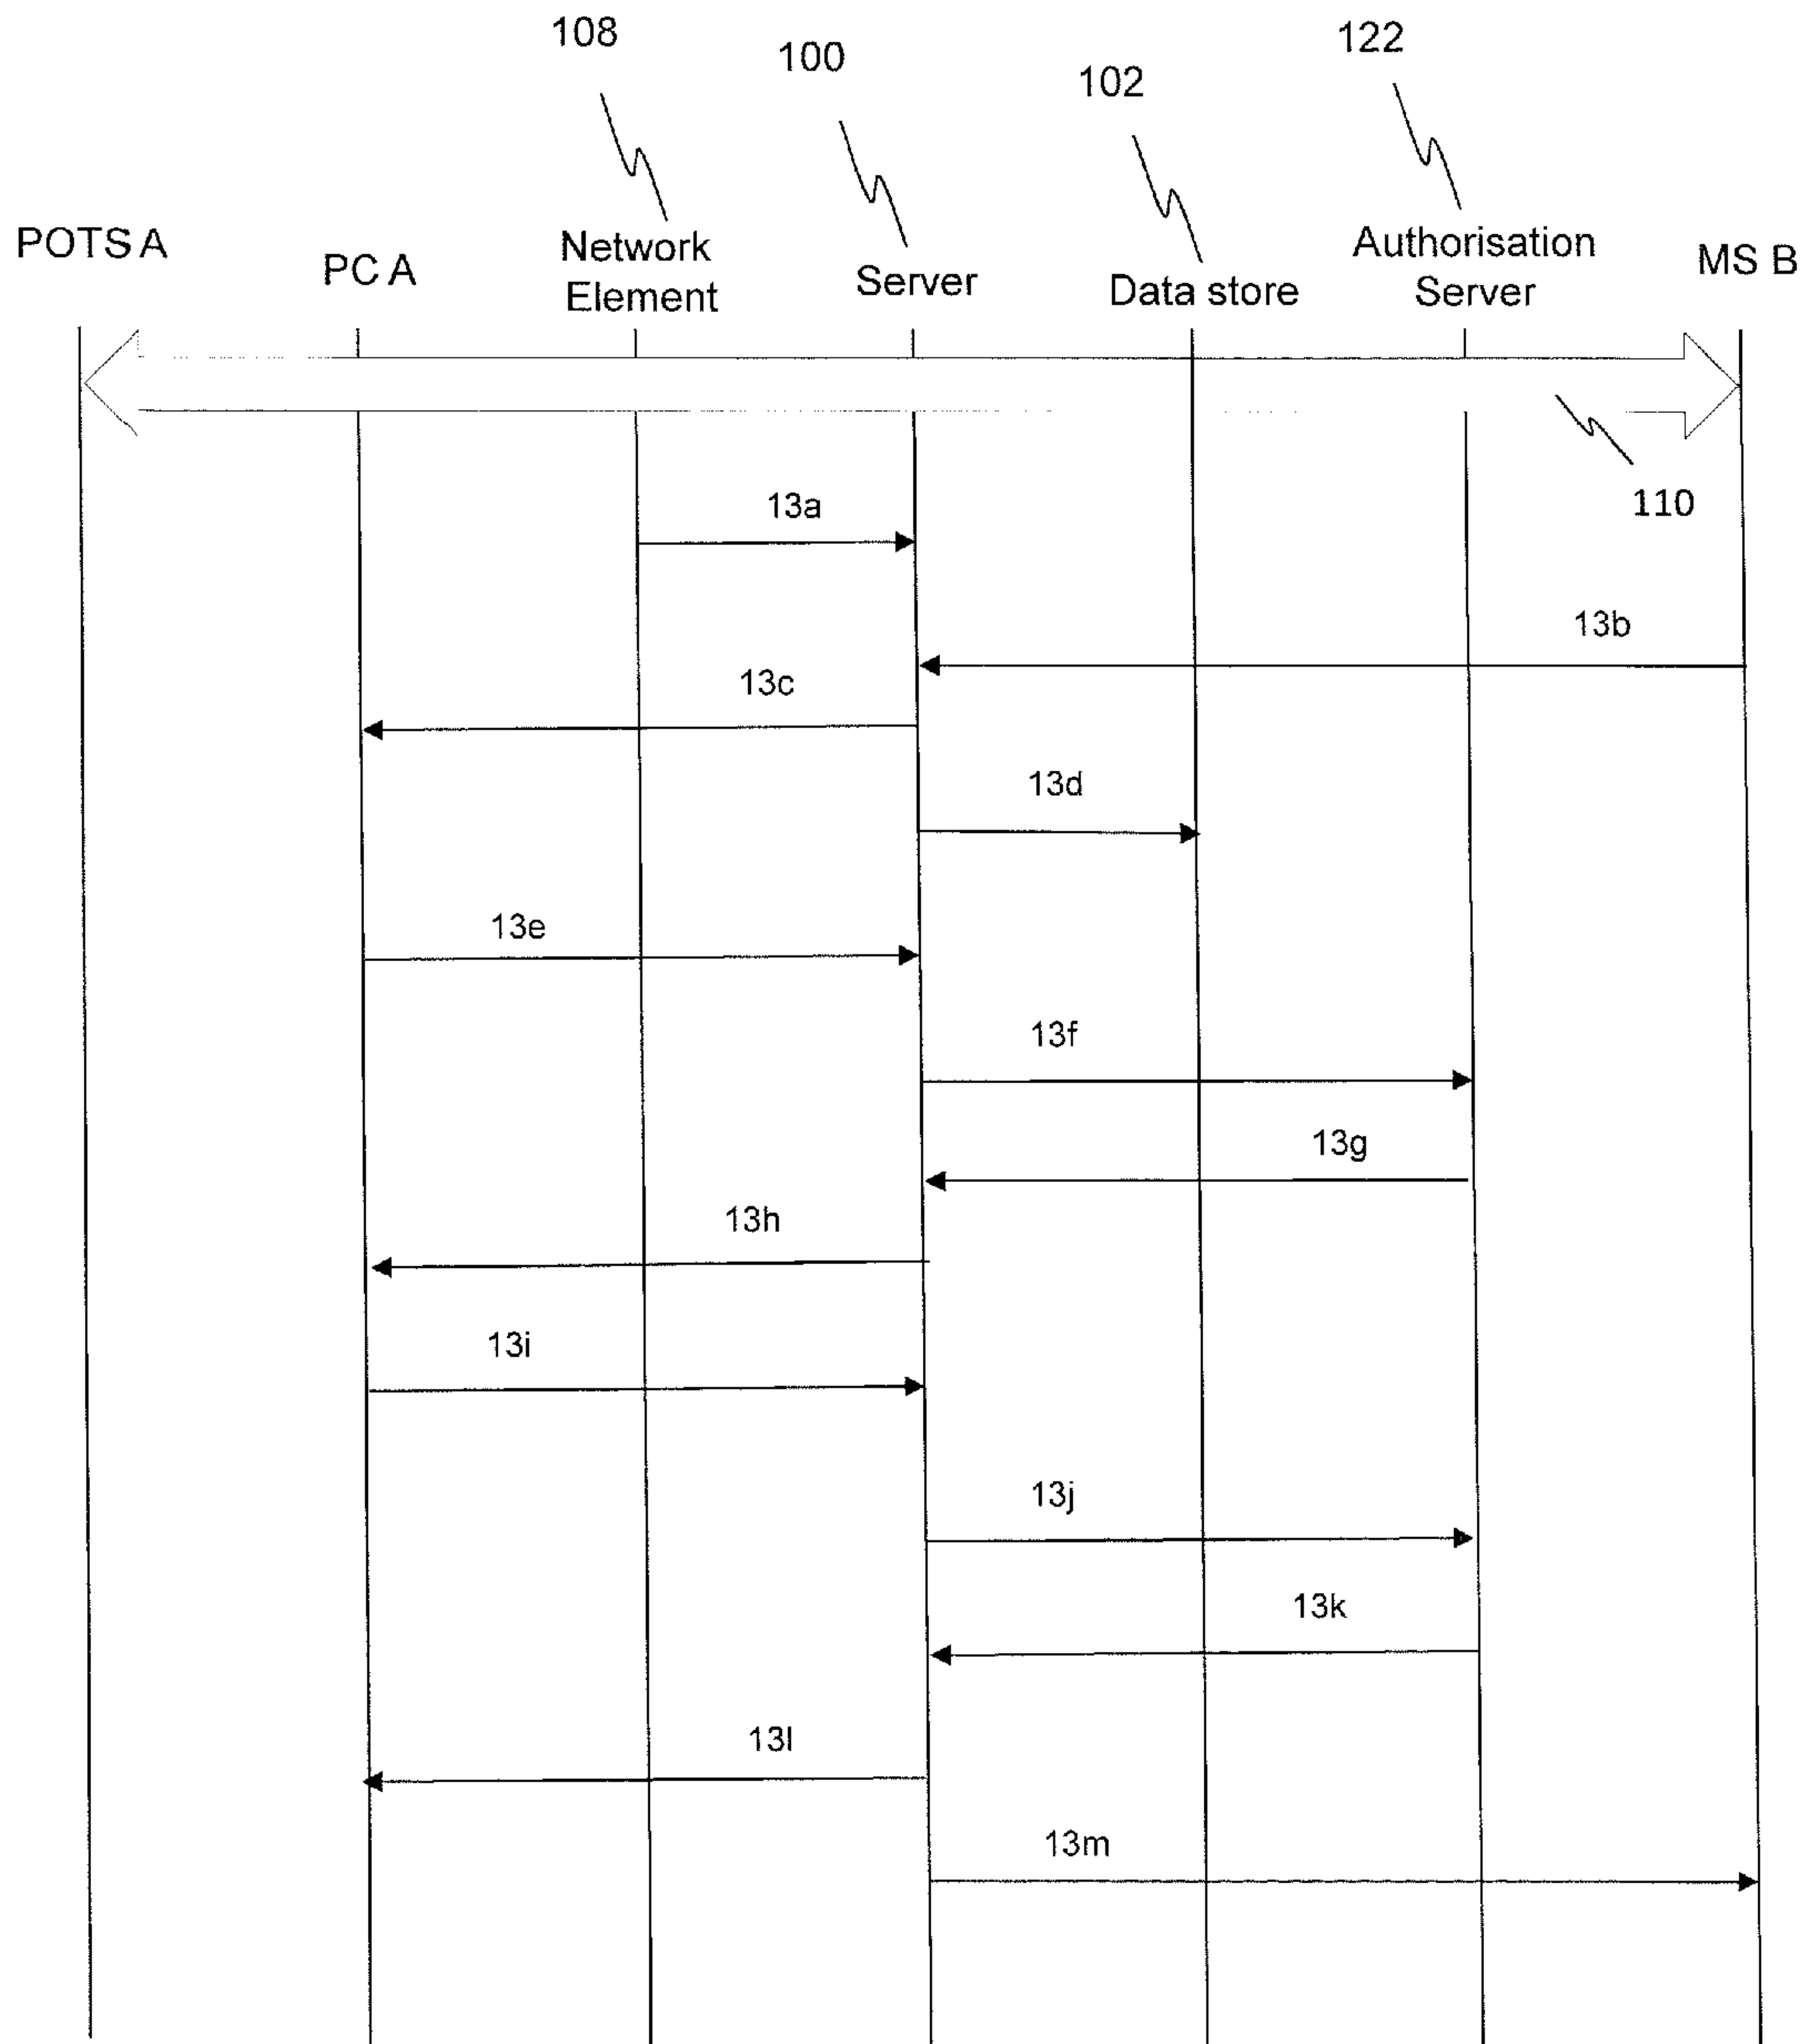 108
100
102
122
POTS A
PC A
Network
Element
Server
Data store
Authorisation
Server
MS B
110
13a
13b
13c
13d
13e
13f
13g
13h
13i
13j
13k
13l
13m